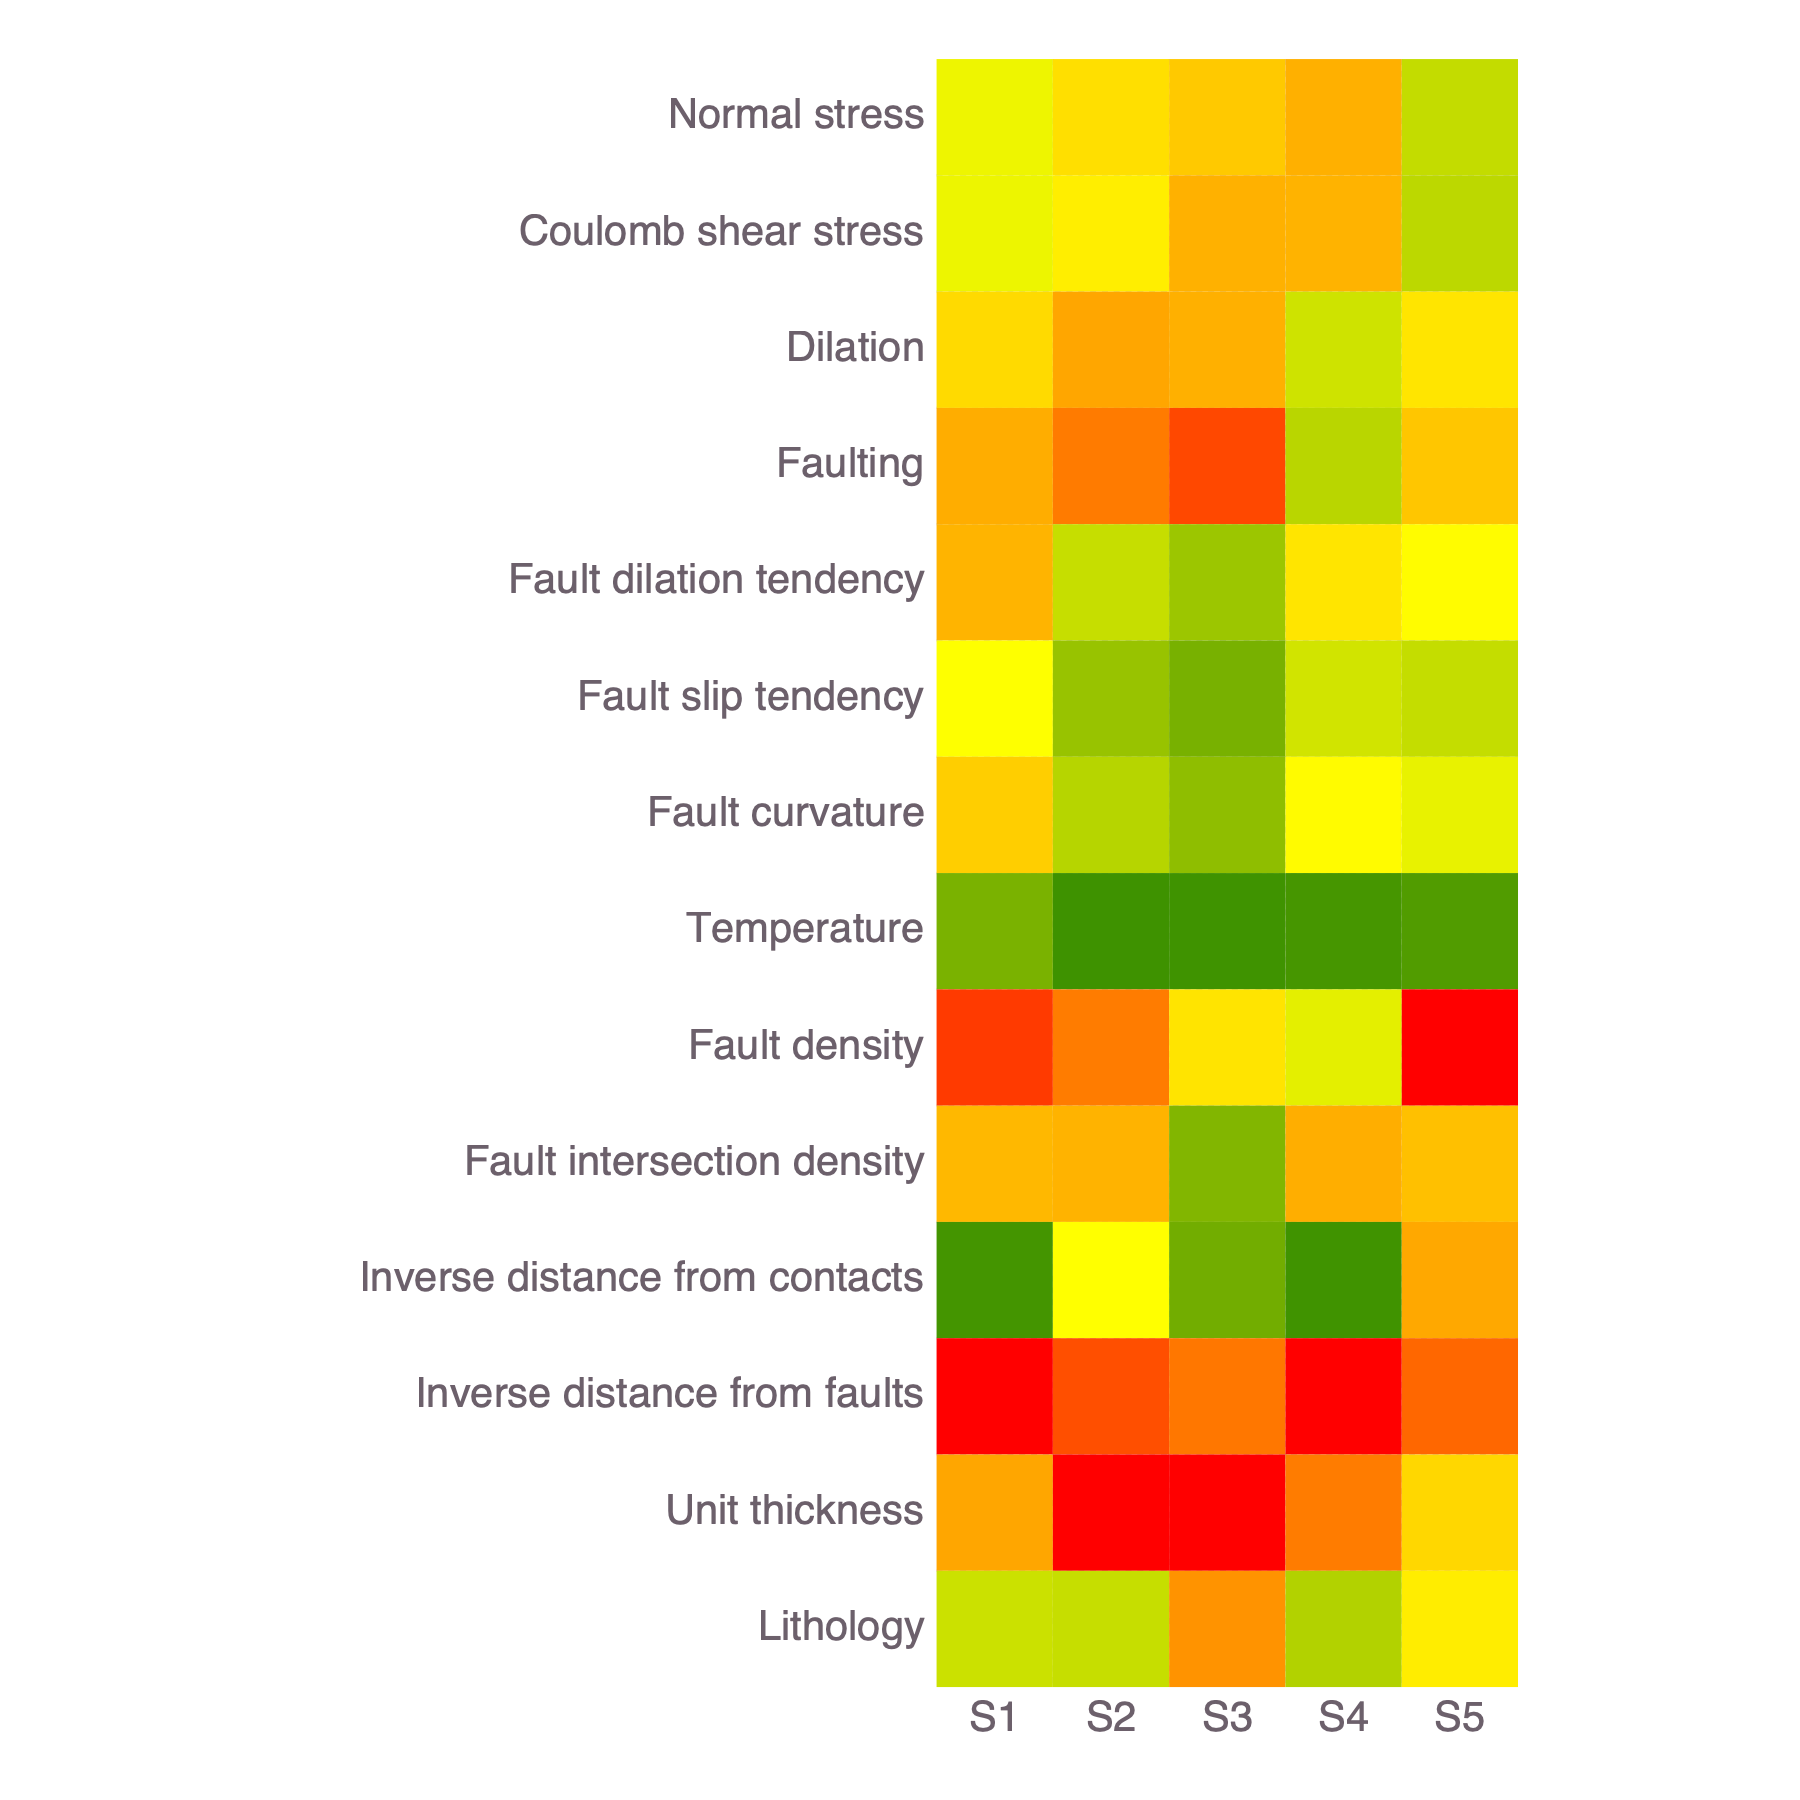 Normal stress
Coulomb shear stress
Dilation
Faulting
Fault dilation tendency
Fault slip tendency
Fault curvature
Temperature
Fault density
Fault intersection density
Inverse distance from contacts
Inverse distance from faults
Unit thickness
Lithology
S1 S2 S3 S4 S5